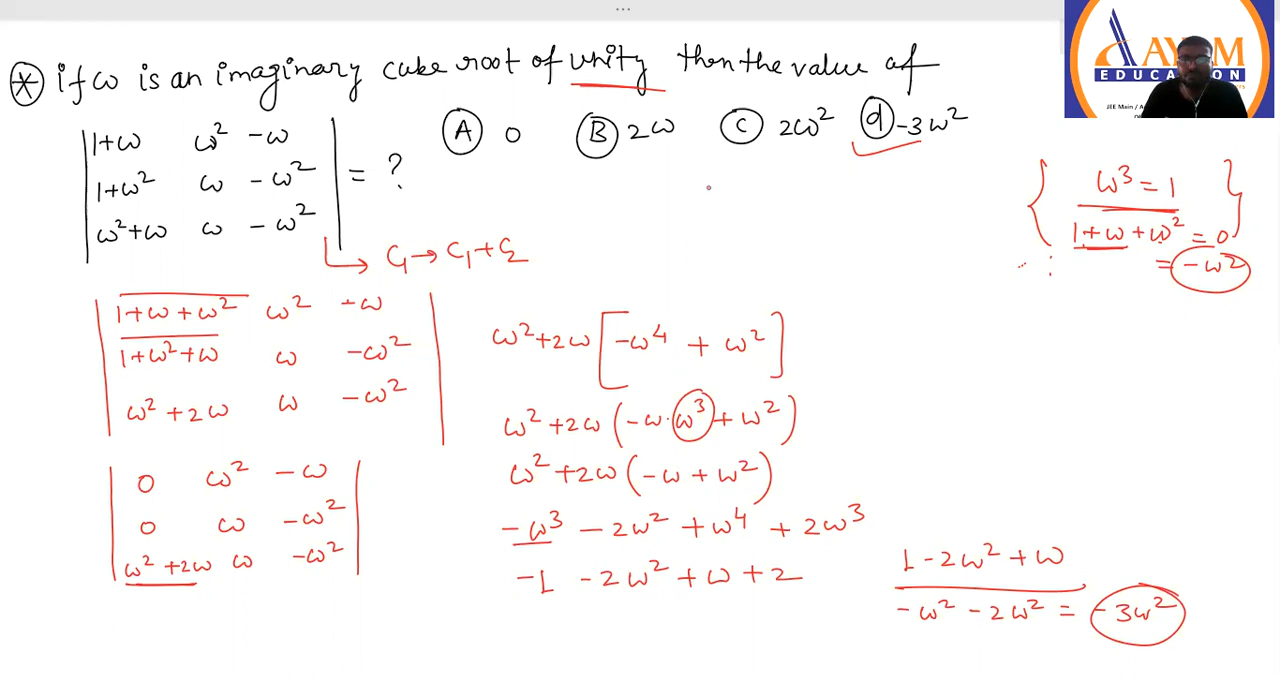 * if ω is an imaginary cube root of unity then the value of
| 1+ω ω² -ω |
| 1+ω² ω -ω² | = ?
| ω²+ω ω -ω² |
(A) 0 (B) 2ω (C) 2ω² (d) -3ω²
→ C₁ → C₁+C₂
{ ω³ = 1 }
1+ω+ω² = 0
= -ω²
| 1+ω+ω² ω² -ω |
| 1+ω²+ω ω -ω² |
| ω²+2ω ω -ω² |
| 0 ω² -ω |
| 0 ω -ω² |
| ω²+2ω ω -ω² |
ω²+2ω [-ω⁴ + ω²]
ω²+2ω (-ω·ω³ + ω²)
ω²+2ω (-ω + ω²)
-ω³ - 2ω² + ω⁴ + 2ω³
-1 - 2ω² + ω + 2
1 - 2ω² + ω
-ω² - 2ω² = -3ω²
EDUCATION